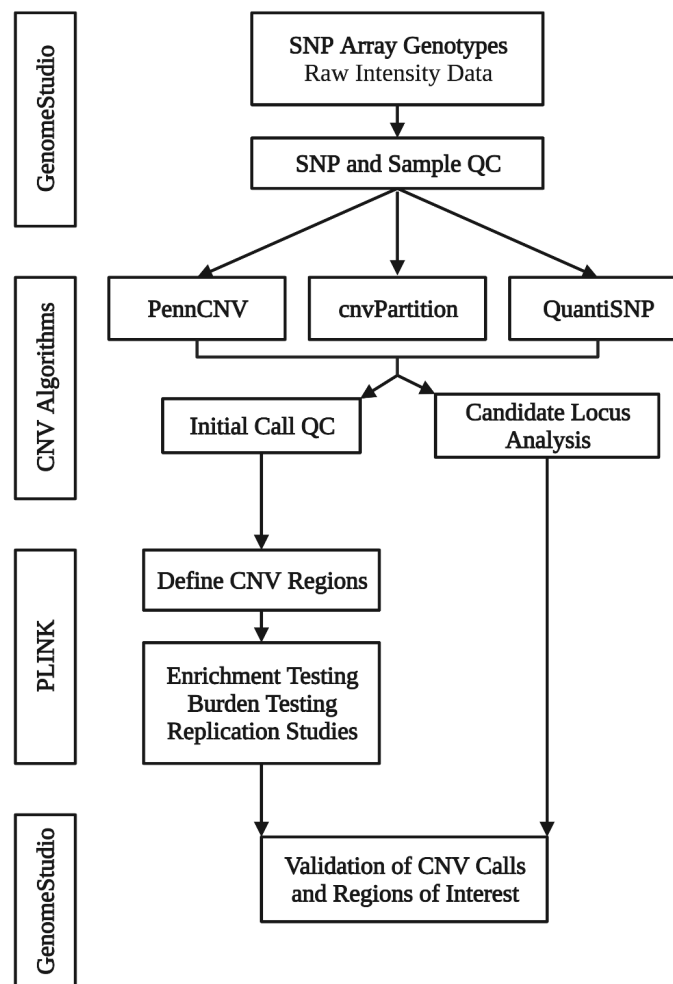 GenomeStudio
SNP Array Genotypes
Raw Intensity Data
SNP and Sample QC
CNV Algorithms
PennCNV
cnvPartition
QuantiSNP
Initial Call QC
Candidate Locus
Analysis
PLINK
Define CNV Regions
Enrichment Testing
Burden Testing
Replication Studies
GenomeStudio
Validation of CNV Calls
and Regions of Interest